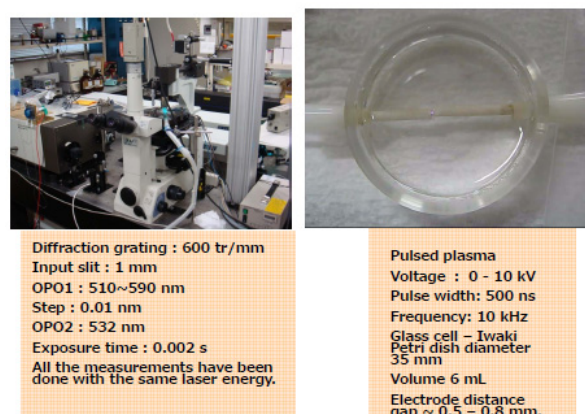 Diffraction grating : 600 tr/mm
Input slit : 1 mm
OPO1 : 510~590 nm
Step : 0.01 nm
OPO2 : 532 nm
Exposure time : 0.002 s
All the measurements have been
done with the same laser energy.
Pulsed plasma
Voltage : 0 - 10 kV
Pulse width: 500 ns
Frequency: 10 kHz
Glass cell – Iwaki
Petri dish diameter
35 mm
Volume 6 mL
Electrode distance
gap ~ 0.5 – 0.8 mm.